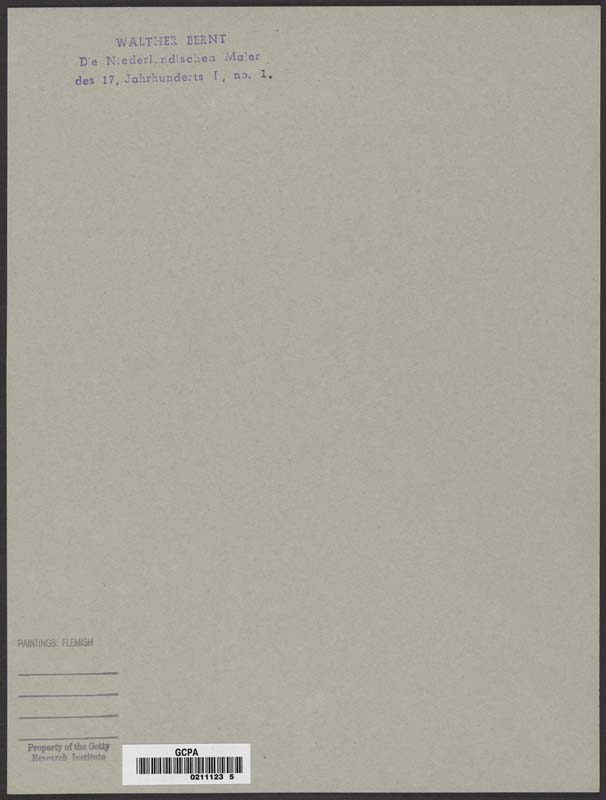 WALTHER BERNT
Die Niederländischen Maler
des 17, Jahrhunderts I, no. 1.
PAINTINGS: FLEMISH
Property of the Getty
Research Institute
GCPA
0211123 5